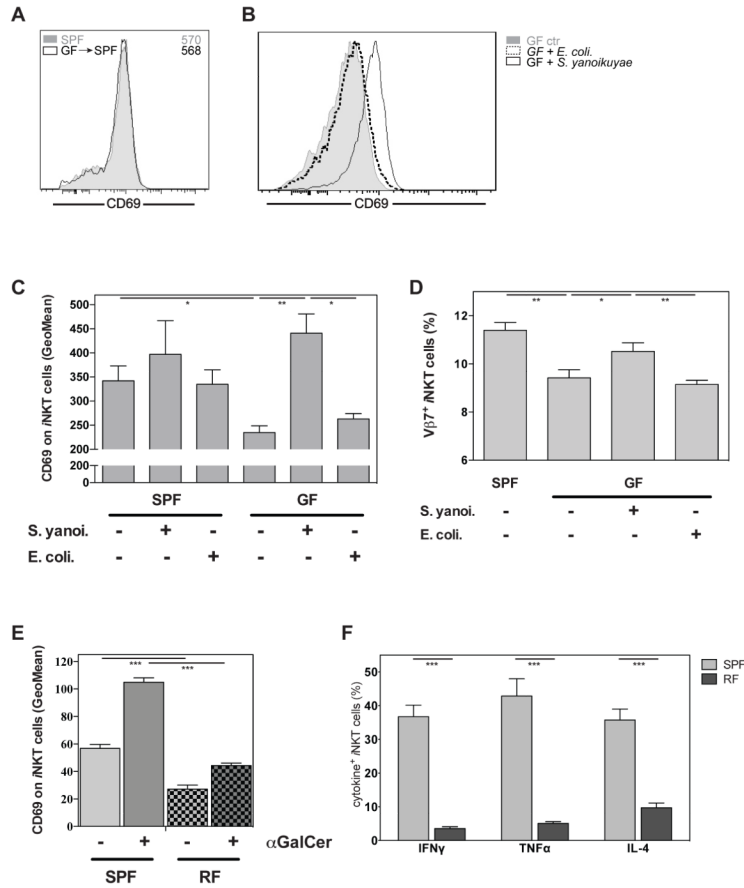 A
SPF 570
GF→SPF 568
CD69
B
GF ctr
GF + E. coli.
GF + S. yanoikuyae
CD69
C
CD69 on iNKT cells (GeoMean)
500
450
400
350
300
250
200
200
0
*
**
*
SPF GF
S. yanoi. - + - - + -
E. coli. - - + - - +
D
Vβ7+ iNKT cells (%)
12
10
8
6
**
*
**
SPF GF
S. yanoi. - - + -
E. coli. - - - +
E
CD69 on iNKT cells (GeoMean)
120
100
80
60
40
20
0
***
***
- + - + αGalCer
SPF RF
F
cytokine+ iNKT cells (%)
50
40
30
20
10
0
***
***
***
IFNγ TNFα IL-4
SPF
RF